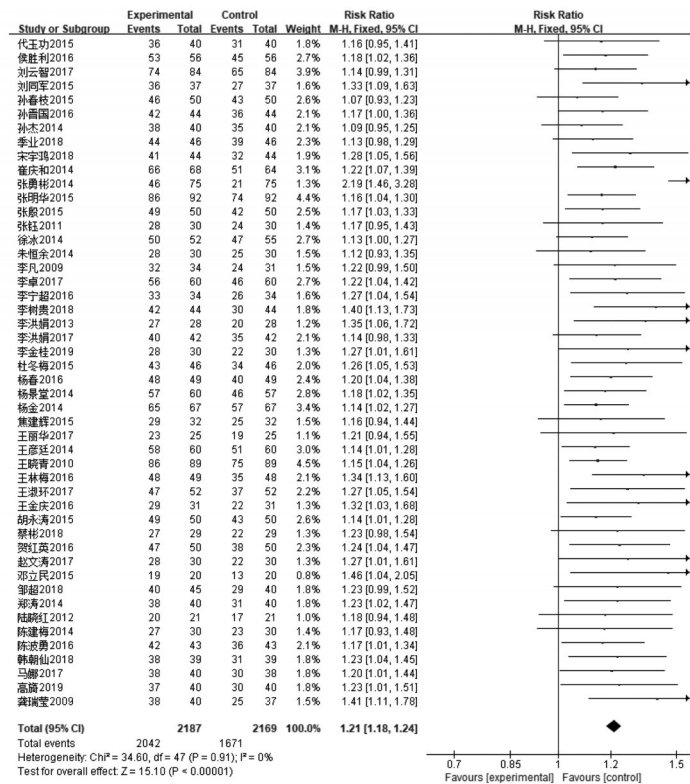 Experimental Control Risk Ratio Risk Ratio
Study or Subgroup Events Total Events Total Weight M-H, Fixed, 95% CI M-H, Fixed, 95% CI
代玉功2015 36 40 31 40 1.8% 1.16 [0.95, 1.41]
侯胜利2016 53 56 45 56 2.7% 1.18 [1.02, 1.36]
刘云智2017 74 84 65 84 3.9% 1.14 [0.99, 1.31]
刘同军2015 36 37 27 37 1.6% 1.33 [1.09, 1.63]
孙春枝2015 46 50 43 50 2.6% 1.07 [0.93, 1.23]
孙晋国2016 42 44 36 44 2.1% 1.17 [1.00, 1.36]
孙杰2014 38 40 35 40 2.1% 1.09 [0.95, 1.25]
季业2018 44 46 39 46 2.3% 1.13 [0.98, 1.29]
宋宇鸿2018 41 44 32 44 1.9% 1.28 [1.05, 1.56]
崔庆和2014 66 68 51 64 3.1% 1.22 [1.07, 1.39]
张勇彬2014 46 75 21 75 1.2% 2.19 [1.46, 3.28]
张明华2015 86 92 74 92 4.4% 1.16 [1.04, 1.30]
张殷2015 49 50 42 50 2.5% 1.17 [1.03, 1.33]
张钰2011 28 30 24 30 1.4% 1.17 [0.95, 1.43]
徐冰2014 50 52 47 55 2.7% 1.13 [1.00, 1.27]
朱恒余2014 28 30 25 30 1.5% 1.12 [0.93, 1.35]
李凡2009 32 34 24 31 1.5% 1.22 [0.99, 1.50]
李卓2017 56 60 46 60 2.7% 1.22 [1.04, 1.42]
李宁超2016 33 34 26 34 1.5% 1.27 [1.04, 1.54]
李树贵2018 42 44 30 44 1.8% 1.40 [1.13, 1.73]
李洪娟2013 27 28 20 28 1.2% 1.35 [1.06, 1.72]
李洪娟2017 40 42 35 42 2.1% 1.14 [0.98, 1.33]
李金桂2019 28 30 22 30 1.3% 1.27 [1.01, 1.61]
杜冬梅2015 43 46 34 46 2.0% 1.26 [1.05, 1.53]
杨春2016 48 49 40 49 2.4% 1.20 [1.04, 1.38]
杨景堂2014 57 60 46 57 2.8% 1.18 [1.02, 1.35]
杨金2014 65 67 57 67 3.4% 1.14 [1.02, 1.27]
焦建辉2015 29 32 25 32 1.5% 1.16 [0.94, 1.44]
王丽华2017 23 25 19 25 1.1% 1.21 [0.94, 1.55]
王彦廷2014 58 60 51 60 3.0% 1.14 [1.01, 1.28]
王晓青2010 86 89 75 89 4.5% 1.15 [1.04, 1.26]
王林梅2016 48 49 35 48 2.1% 1.34 [1.13, 1.60]
王淑环2017 47 52 37 52 2.2% 1.27 [1.05, 1.54]
王金庆2016 29 31 22 31 1.3% 1.32 [1.03, 1.68]
胡永涛2015 49 50 43 50 2.6% 1.14 [1.01, 1.28]
蔡彬2018 27 29 22 29 1.3% 1.23 [0.98, 1.54]
贺红英2016 47 50 38 50 2.3% 1.24 [1.04, 1.47]
赵文涛2017 28 30 22 30 1.3% 1.27 [1.01, 1.61]
邓立民2015 19 20 13 20 0.8% 1.46 [1.04, 2.05]
邹超2018 40 45 29 40 1.8% 1.23 [0.99, 1.52]
郑涛2014 38 40 31 40 1.8% 1.23 [1.02, 1.47]
陆晓红2012 20 21 17 21 1.0% 1.18 [0.94, 1.48]
陈建梅2014 27 30 23 30 1.4% 1.17 [0.93, 1.48]
陈波勇2016 42 43 36 43 2.1% 1.17 [1.01, 1.34]
韩朝仙2018 38 39 31 39 1.8% 1.23 [1.04, 1.45]
马娜2017 38 40 30 38 1.8% 1.20 [1.01, 1.44]
高旖2019 37 40 30 40 1.8% 1.23 [1.01, 1.51]
龚瑞莹2009 38 40 25 37 1.5% 1.41 [1.11, 1.78]
Total (95% CI) 2187 2169 100.0% 1.21 [1.18, 1.24]
Total events 2042 1671
Heterogeneity: Chi² = 34.60, df = 47 (P = 0.91); I² = 0%
Test for overall effect: Z = 15.10 (P < 0.00001)
0.7 1 1.2 1.5
Favours [experimental] Favours [control]